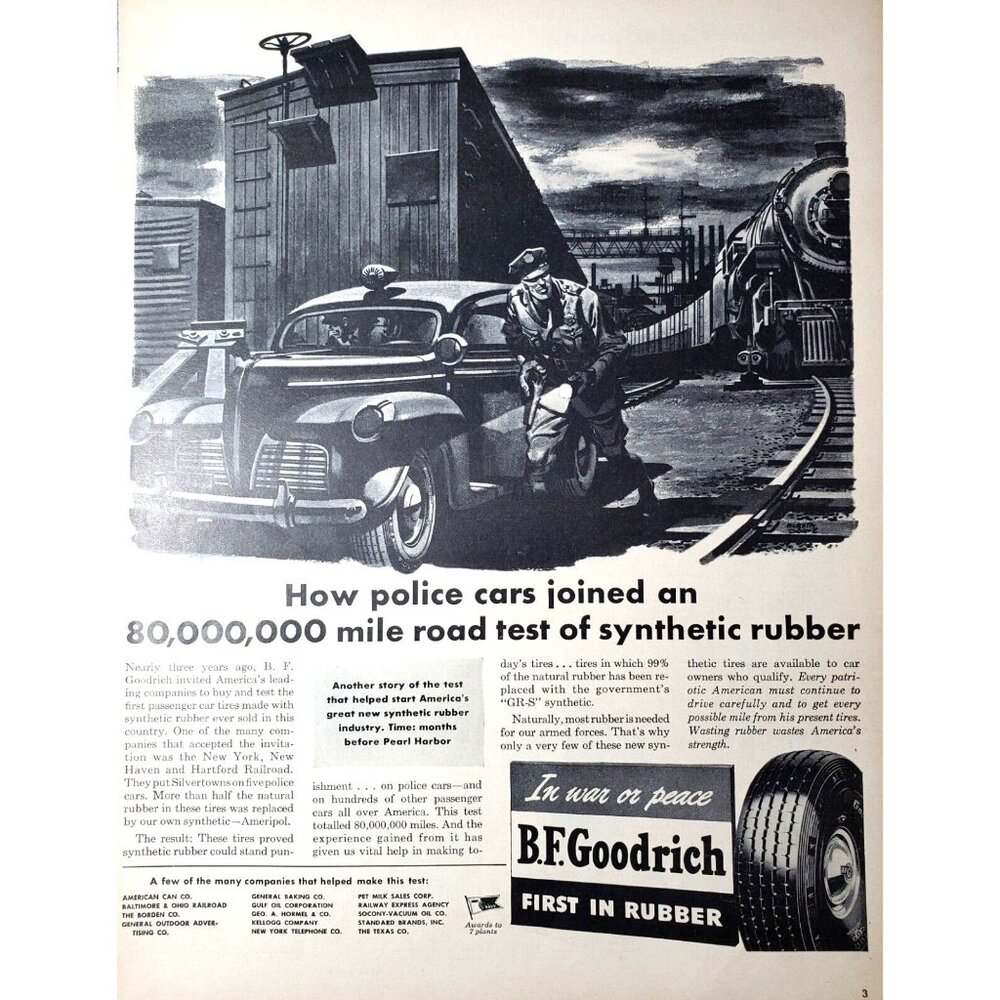 How police cars joined an
80,000,000 mile road test of synthetic rubber
Nearly three years ago, B. F.
Goodrich invited America's lead-
ing companies to buy and test the
first passenger car tires made with
synthetic rubber ever sold in this
country. One of the many com-
panies that accepted the invita-
tion was the New York, New
Haven and Hartford Railroad.
They put Silvertowns on five police
cars. More than half the natural
rubber in these tires was replaced
by our own synthetic—Ameripol.
The result: These tires proved
synthetic rubber could stand pun-
Another story of the test
that helped start America's
great new synthetic rubber
industry. Time: months
before Pearl Harbor
ishment . . . on police cars—and
on hundreds of other passenger
cars all over America. This test
totalled 80,000,000 miles. And the
experience gained from it has
given us vital help in making to-
day's tires . . . tires in which 99%
of the natural rubber has been re-
placed with the government's
"GR-S" synthetic.
Naturally, most rubber is needed
for our armed forces. That's why
only a very few of these new syn-
thetic tires are available to car
owners who qualify. Every patri-
otic American must continue to
drive carefully and to get every
possible mile from his present tires.
Wasting rubber wastes America's
strength.
In war or peace
B.F. Goodrich
FIRST IN RUBBER
A few of the many companies that helped make this test:
AMERICAN CAN CO.
BALTIMORE & OHIO RAILROAD
THE BORDEN CO.
GENERAL OUTDOOR ADVER-
TISING CO.
GENERAL BAKING CO.
GULF OIL CORPORATION
GEO. A. HORMEL & CO.
KELLOGG COMPANY
NEW YORK TELEPHONE CO.
PET MILK SALES CORP.
RAILWAY EXPRESS AGENCY
SOCONY-VACUUM OIL CO.
STANDARD BRANDS, INC.
THE TEXAS CO.
Awards to
7 plants
3